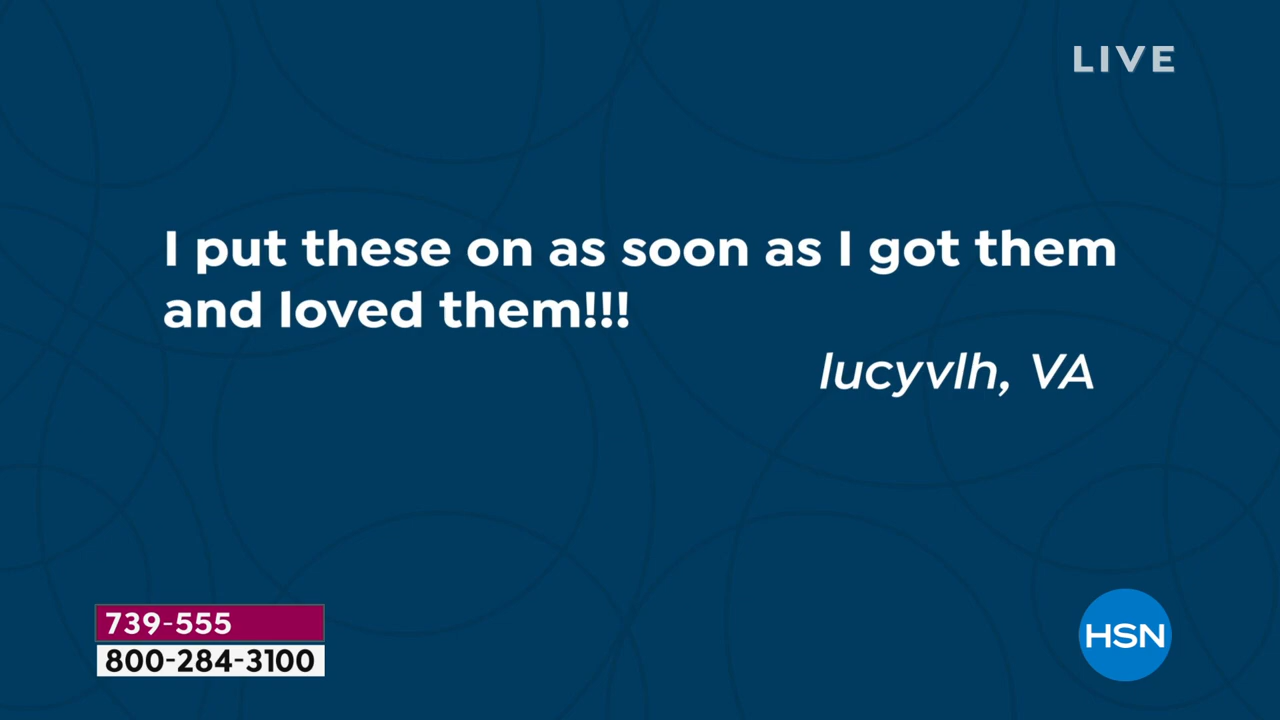 LIVE
I put these on as soon as I got them
and loved them!!!
lucyvlh, VA
739-555
800-284-3100
HSN